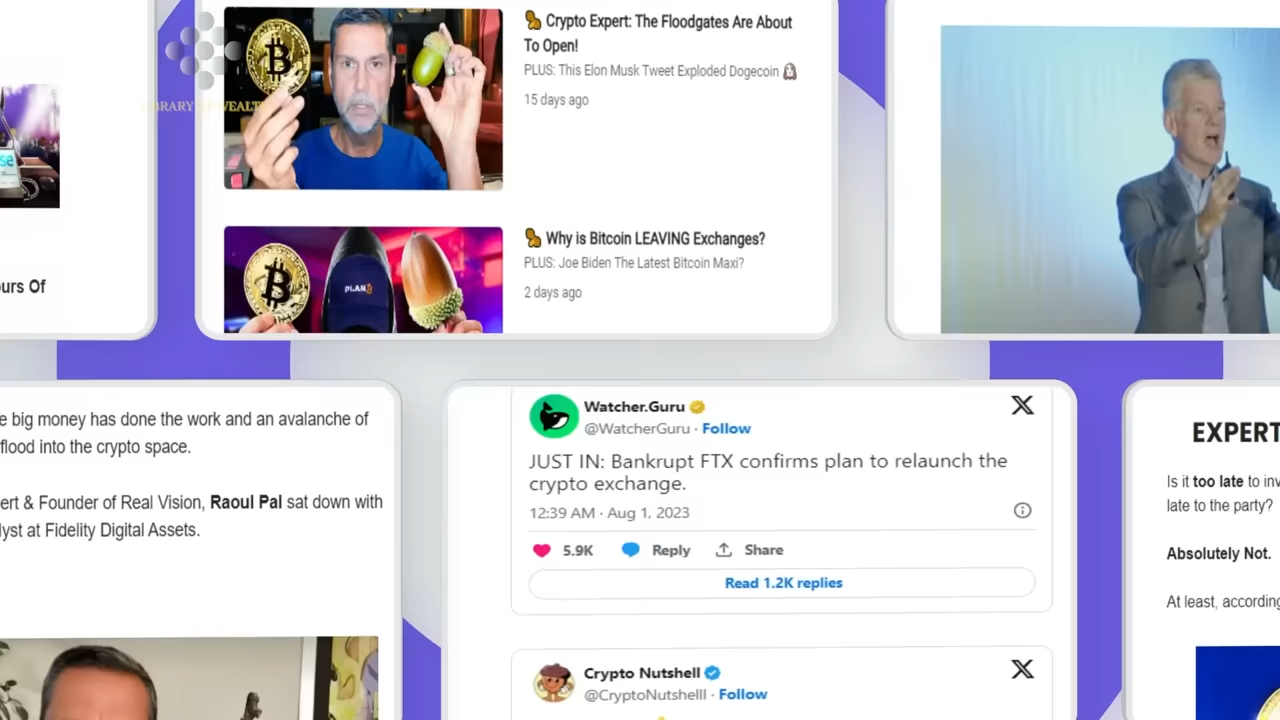 LIBRARY OF WEALTH
Crypto Expert: The Floodgates Are About
To Open!
PLUS: This Elon Musk Tweet Exploded Dogecoin
15 days ago
se
urs Of
Why is Bitcoin LEAVING Exchanges?
PLUS: Joe Biden The Latest Bitcoin Maxi?
2 days ago
PLAN₿
e big money has done the work and an avalanche of
flood into the crypto space.
ert & Founder of Real Vision, Raoul Pal sat down with
lyst at Fidelity Digital Assets.
Watcher.Guru
@WatcherGuru · Follow
JUST IN: Bankrupt FTX confirms plan to relaunch the
crypto exchange.
12:39 AM · Aug 1, 2023
5.9K Reply Share
Read 1.2K replies
Crypto Nutshell
@CryptoNutshelll · Follow
EXPERT
Is it too late to inv
late to the party?
Absolutely Not.
At least, according